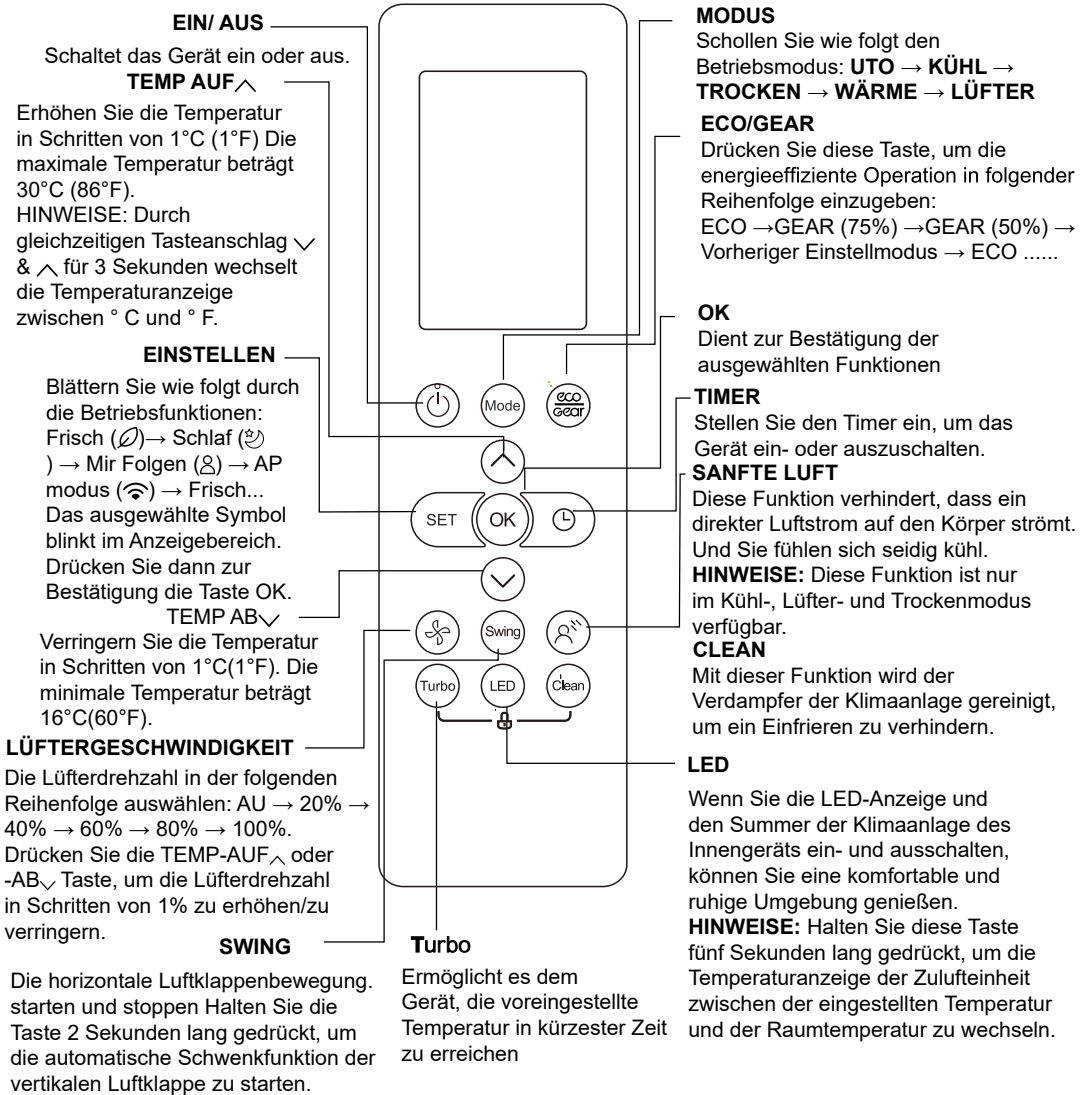 EIN/ AUS
Schaltet das Gerät ein oder aus.
TEMP AUF
Erhöhen Sie die Temperatur
in Schritten von 1°C (1°F) Die
maximale Temperatur beträgt
30°C (86°F).
HINWEISE: Durch
gleichzeitigen Tasteanschlag
& für 3 Sekunden wechselt
die Temperaturanzeige
zwischen ° C und ° F.
EINSTELLEN
Blättern Sie wie folgt durch
die Betriebsfunktionen:
Frisch ()→ Schlaf (
) → Mir Folgen () → AP
modus () → Frisch...
Das ausgewählte Symbol
blinkt im Anzeigebereich.
Drücken Sie dann zur
Bestätigung die Taste OK.
TEMP AB
Verringern Sie die Temperatur
in Schritten von 1°C(1°F). Die
minimale Temperatur beträgt
16°C(60°F).
LÜFTERGESCHWINDIGKEIT
Die Lüfterdrehzahl in der folgenden
Reihenfolge auswählen: AU → 20% →
40% → 60% → 80% → 100%.
Drücken Sie die TEMP-AUF oder
-AB Taste, um die Lüfterdrehzahl
in Schritten von 1% zu erhöhen/zu
verringern.
SWING
Die horizontale Luftklappenbewegung.
starten und stoppen Halten Sie die
Taste 2 Sekunden lang gedrückt, um
die automatische Schwenkfunktion der
vertikalen Luftklappe zu starten.
Mode
eco
Gear
SET
OK
Swing
Turbo
LED
Clean
Turbo
Ermöglicht es dem
Gerät, die voreingestellte
Temperatur in kürzester Zeit
zu erreichen
MODUS
Schollen Sie wie folgt den
Betriebsmodus: UTO → KÜHL →
TROCKEN → WÄRME → LÜFTER
ECO/GEAR
Drücken Sie diese Taste, um die
energieeffiziente Operation in folgender
Reihenfolge einzugeben:
ECO →GEAR (75%) →GEAR (50%) →
Vorheriger Einstellmodus → ECO ......
OK
Dient zur Bestätigung der
ausgewählten Funktionen
TIMER
Stellen Sie den Timer ein, um das
Gerät ein- oder auszuschalten.
SANFTE LUFT
Diese Funktion verhindert, dass ein
direkter Luftstrom auf den Körper strömt.
Und Sie fühlen sich seidig kühl.
HINWEISE: Diese Funktion ist nur
im Kühl-, Lüfter- und Trockenmodus
verfügbar.
CLEAN
Mit dieser Funktion wird der
Verdampfer der Klimaanlage gereinigt,
um ein Einfrieren zu verhindern.
LED
Wenn Sie die LED-Anzeige und
den Summer der Klimaanlage des
Innengeräts ein- und ausschalten,
können Sie eine komfortable und
ruhige Umgebung genießen.
HINWEISE: Halten Sie diese Taste
fünf Sekunden lang gedrückt, um die
Temperaturanzeige der Zulufteinheit
zwischen der eingestellten Temperatur
und der Raumtemperatur zu wechseln.